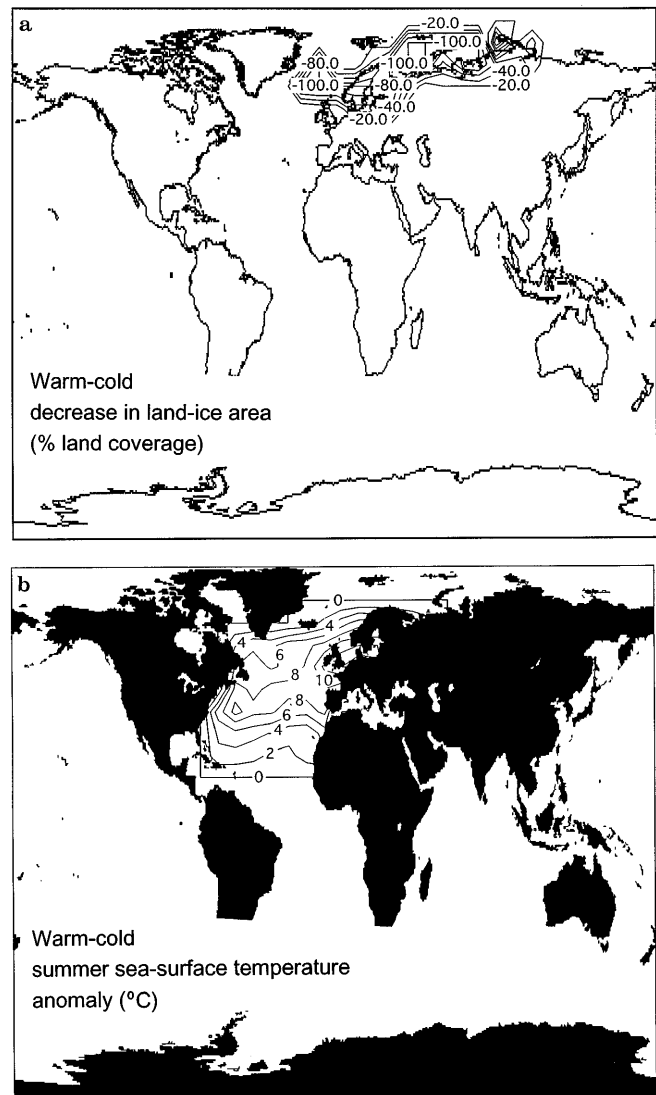 a
-20.0
-100.0
-80.0
-100.0
-40.0
-100.0
-80.0
-20.0
-40.0
-20.0
Warm-cold
decrease in land-ice area
(% land coverage)
b
0
4
4
6
8
10
8
6
4
2
0
Warm-cold
summer sea-surface temperature
anomaly (ºC)